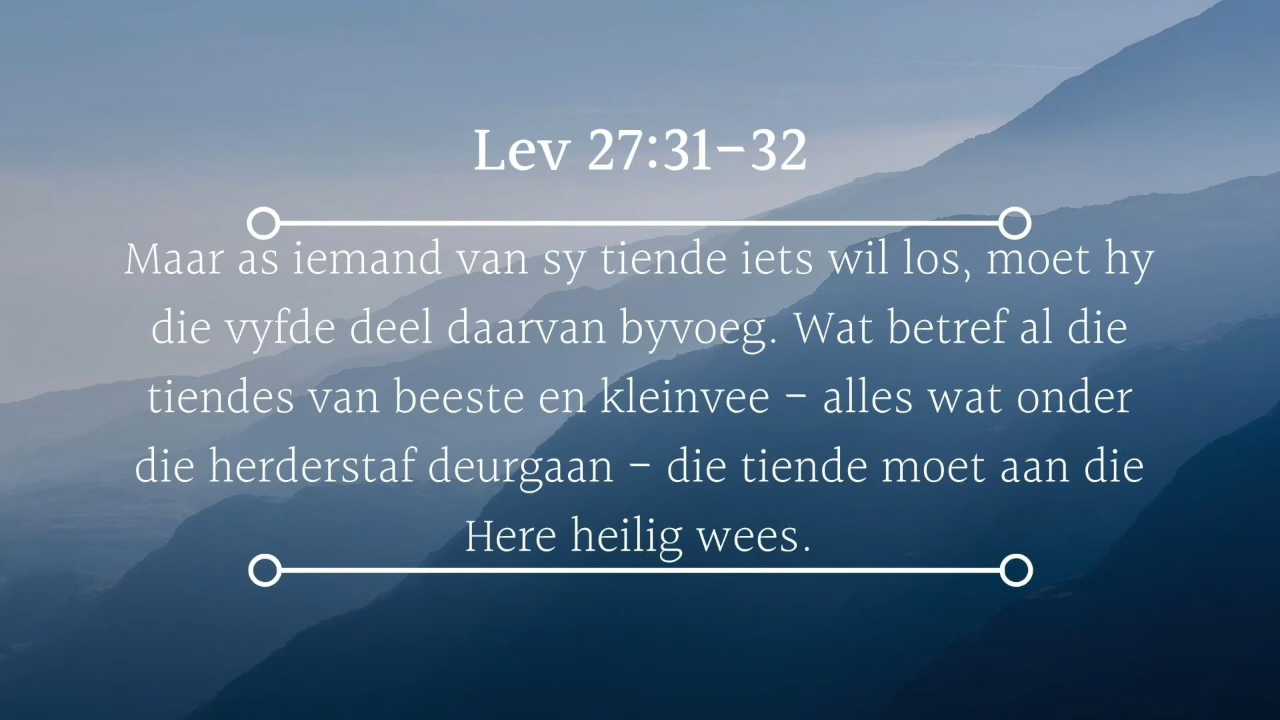 Lev 27:31-32
Maar as iemand van sy tiende iets wil los, moet hy
die vyfde deel daarvan byvoeg. Wat betref al die
tiendes van beeste en kleinvee – alles wat onder
die herderstaf deurgaan – die tiende moet aan die
Here heilig wees.